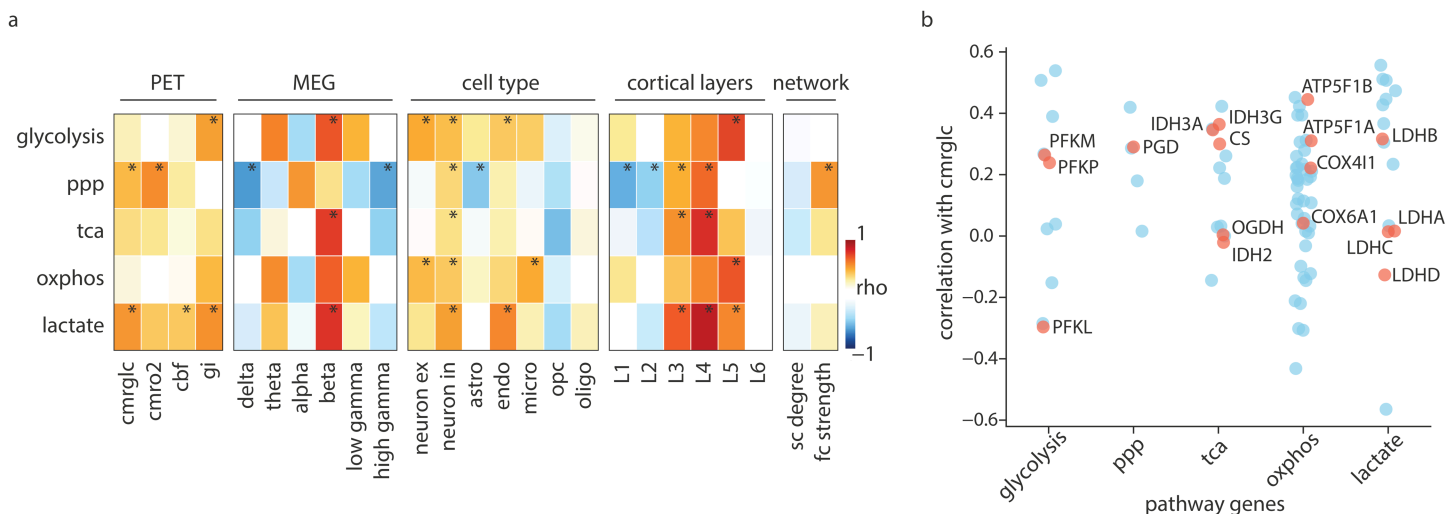 a
PET
MEG
cell type
cortical layers
network
glycolysis
ppp
tca
oxphos
lactate
* * * * * * *
* * * * * * * * * * * *
* * * *
* * * *
* * * * * * * * *
cmrglc
cmro2
cbf
gi
delta
theta
alpha
beta
low gamma
high gamma
neuron ex
neuron in
astro
endo
micro
opc
oligo
L1
L2
L3
L4
L5
L6
sc degree
fc strength
1
rho
−1
b
correlation with cmrglc
0.6
0.4
0.2
0.0
−0.2
−0.4
−0.6
PFKM
PFKP
PFKL
PGD
IDH3A
IDH3G
CS
OGDH
IDH2
ATP5F1B
ATP5F1A
COX4I1
COX6A1
LDHB
LDHA
LDHC
LDHD
glycolysis
ppp
tca
oxphos
lactate
pathway genes